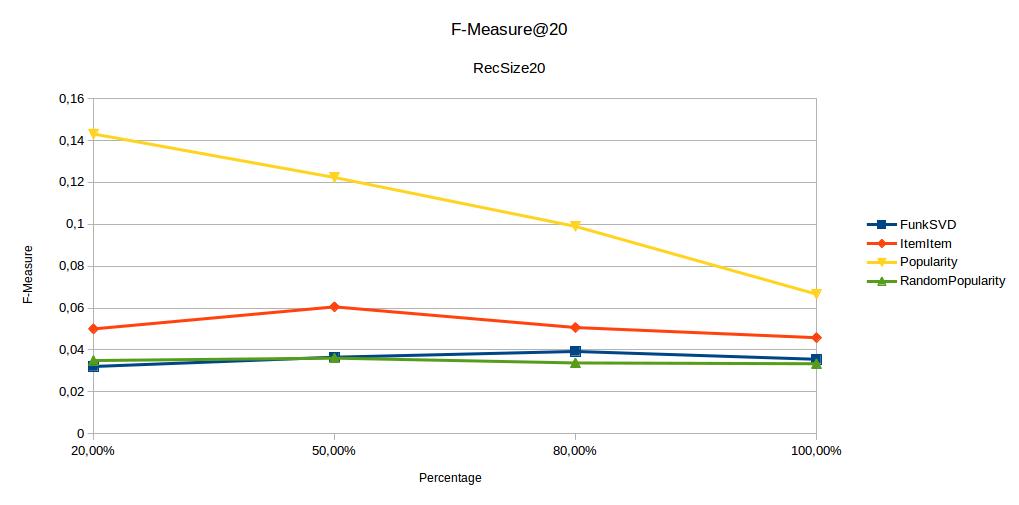 F-Measure@20
RecSize20
0,16
0,14
0,12
0,1
0,08
0,06
0,04
0,02
0
F-Measure
20,00% 50,00% 80,00% 100,00%
Percentage
FunkSVD
ItemItem
Popularity
RandomPopularity